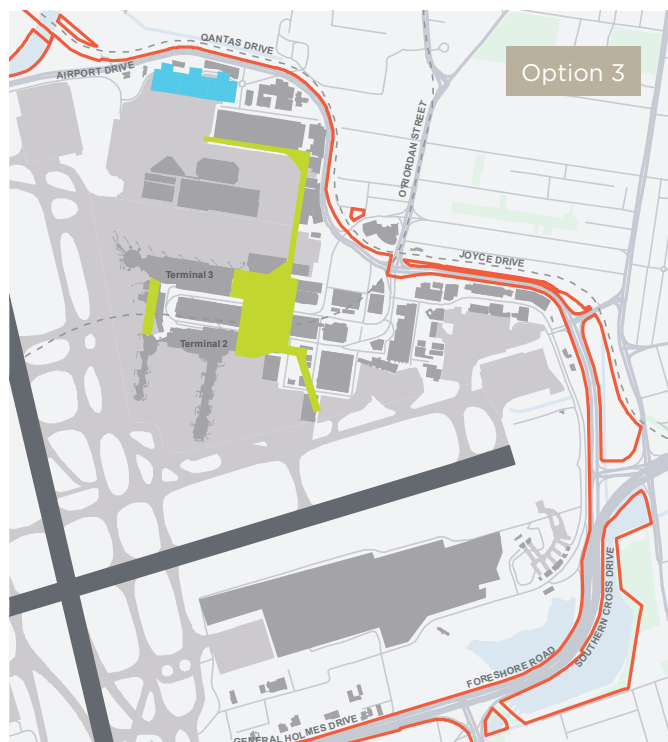 QANTAS DRIVE
AIRPORT DRIVE
Option 3
O'RIORDAN STREET
JOYCE DRIVE
Terminal 3
Terminal 2
SOUTHERN CROSS DRIVE
FORESHORE ROAD
GENERAL HOLMES DRIVE